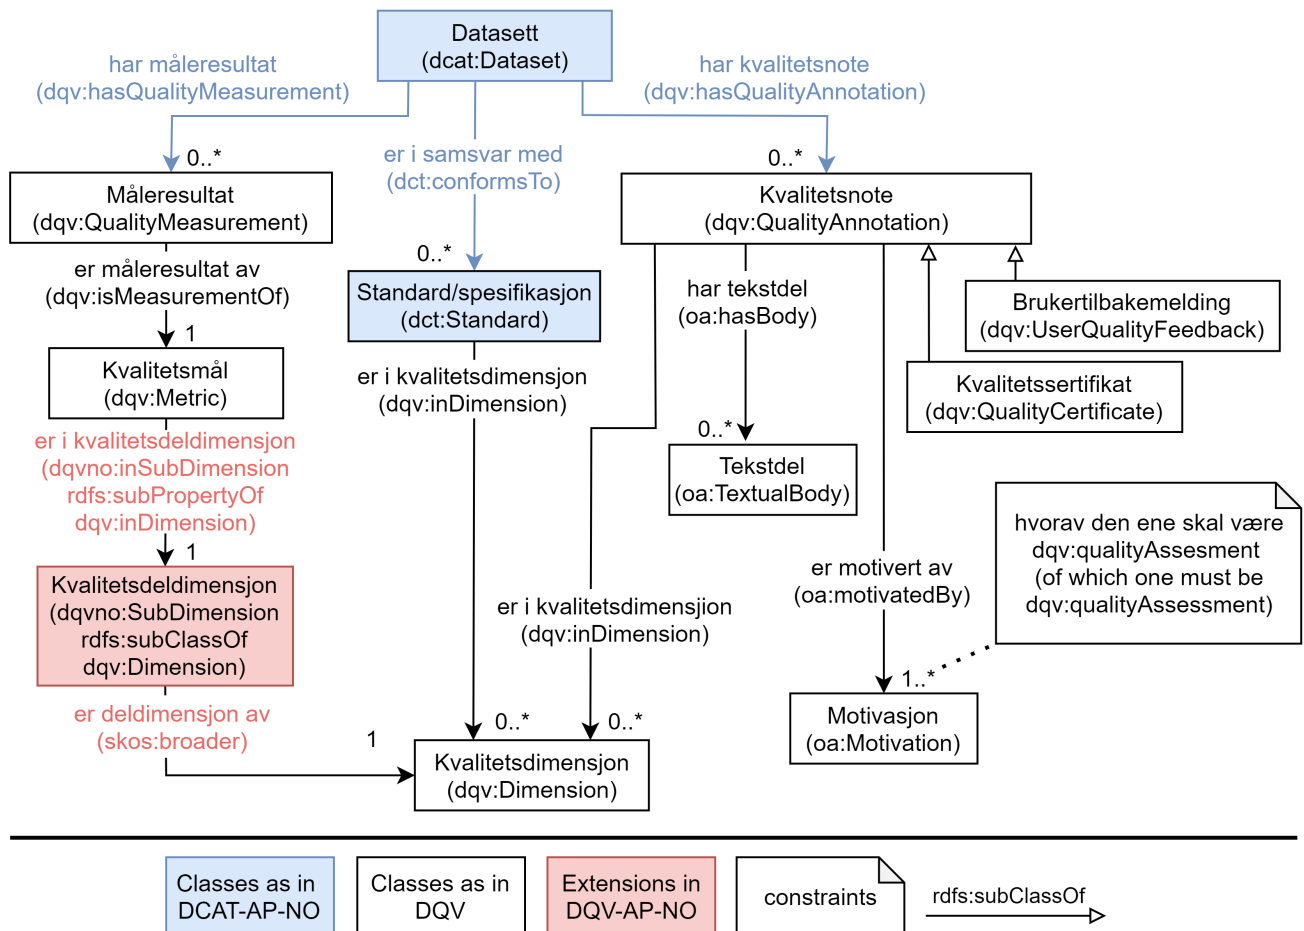 Datasett
(dcat:Dataset)
har måleresultat
(dqv:hasQualityMeasurement)
har kvalitetsnote
(dqv:hasQualityAnnotation)
er i samsvar med
(dct:conformsTo)
0..*
0..*
0..*
Måleresultat
(dqv:QualityMeasurement)
Kvalitetsnote
(dqv:QualityAnnotation)
er måleresultat av
(dqv:isMeasurementOf)
1
Standard/spesifikasjon
(dct:Standard)
har tekstdel
(oa:hasBody)
Brukertilbakemelding
(dqv:UserQualityFeedback)
Kvalitetsmål
(dqv:Metric)
er i kvalitetsdimensjon
(dqv:inDimension)
Kvalitetssertifikat
(dqv:QualityCertificate)
er i kvalitetsdeldimensjon
(dqvno:inSubDimension
rdfs:subPropertyOf
dqv:inDimension)
1
0..*
Tekstdel
(oa:TextualBody)
hvorav den ene skal være
dqv:qualityAssesment
(of which one must be
dqv:qualityAssessment)
Kvalitetsdeldimensjon
(dqvno:SubDimension
rdfs:subClassOf
dqv:Dimension)
er i kvalitetsdimensjiion
(dqv:inDimension)
er motivert av
(oa:motivatedBy)
1..*
er deldimensjon av
(skos:broader)
1
0..*
0..*
Motivasjon
(oa:Motivation)
Kvalitetsdimensjon
(dqv:Dimension)
Classes as in
DCAT-AP-NO
Classes as in
DQV
Extensions in
DQV-AP-NO
constraints
rdfs:subClassOf